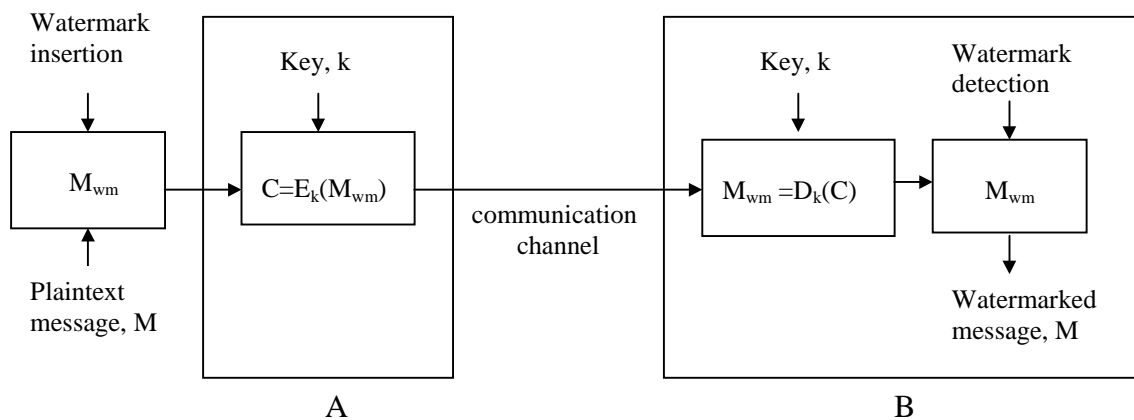 Watermark
insertion
Key, k
Key, k
Watermark
detection
M_wm
C=E_k(M_wm)
M_wm =D_k(C)
M_wm
communication
channel
Plaintext
message, M
Watermarked
message, M
A
B